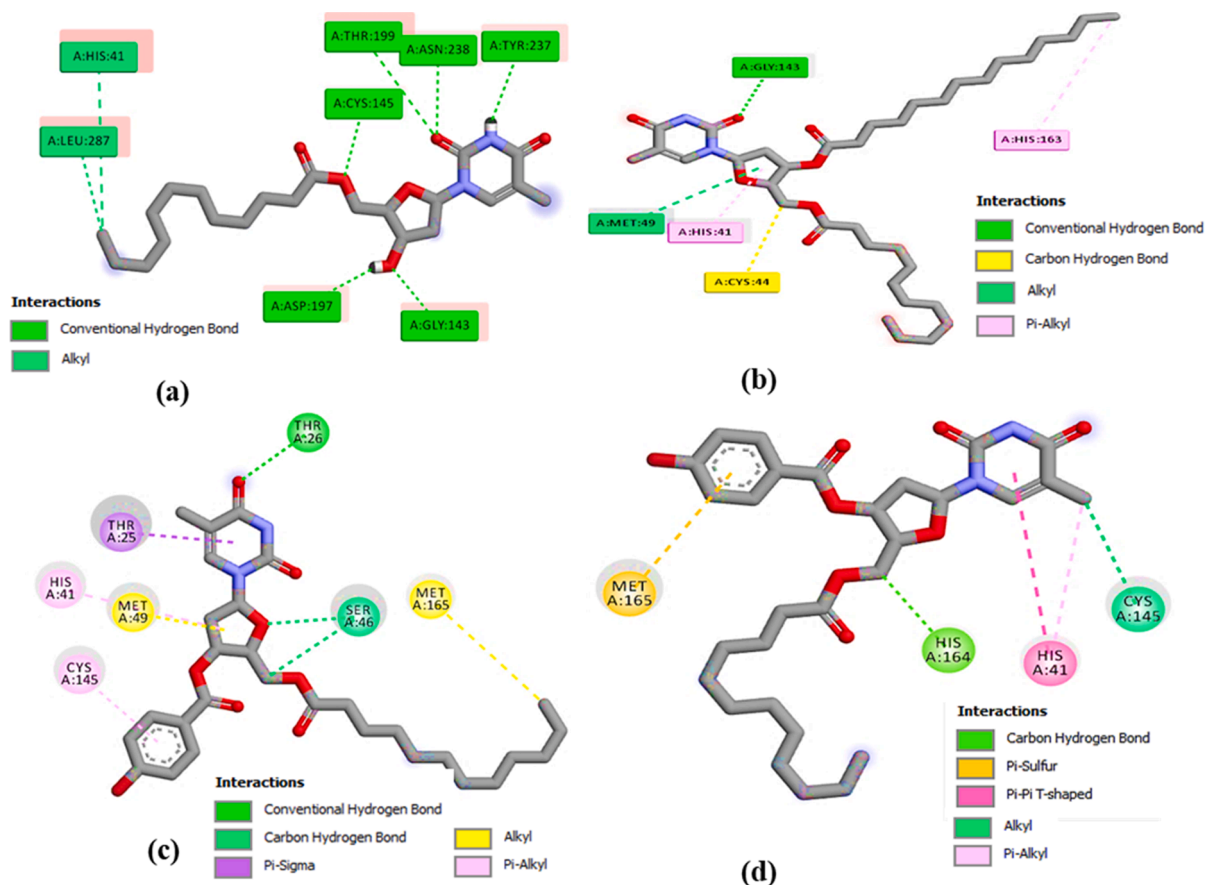 A:HIS:41
A:LEU:287
A:THR:199
A:ASN:238
A:TYR:237
A:CYS:145
A:ASP:197
A:GLY:143
Interactions
Conventional Hydrogen Bond
Alkyl
(a)
A:GLY:143
A:HIS:163
A:MET:49
A:HIS:41
A:CYS:44
Interactions
Conventional Hydrogen Bond
Carbon Hydrogen Bond
Alkyl
Pi-Alkyl
(b)
THR
A:26
THR
A:25
HIS
A:41
MET
A:49
SER
A:46
MET
A:165
CYS
A:145
Interactions
Conventional Hydrogen Bond
Carbon Hydrogen Bond
Pi-Sigma
Alkyl
Pi-Alkyl
(c)
MET
A:165
HIS
A:164
HIS
A:41
CYS
A:145
Interactions
Carbon Hydrogen Bond
Pi-Sulfur
Pi-Pi T-shaped
Alkyl
Pi-Alkyl
(d)